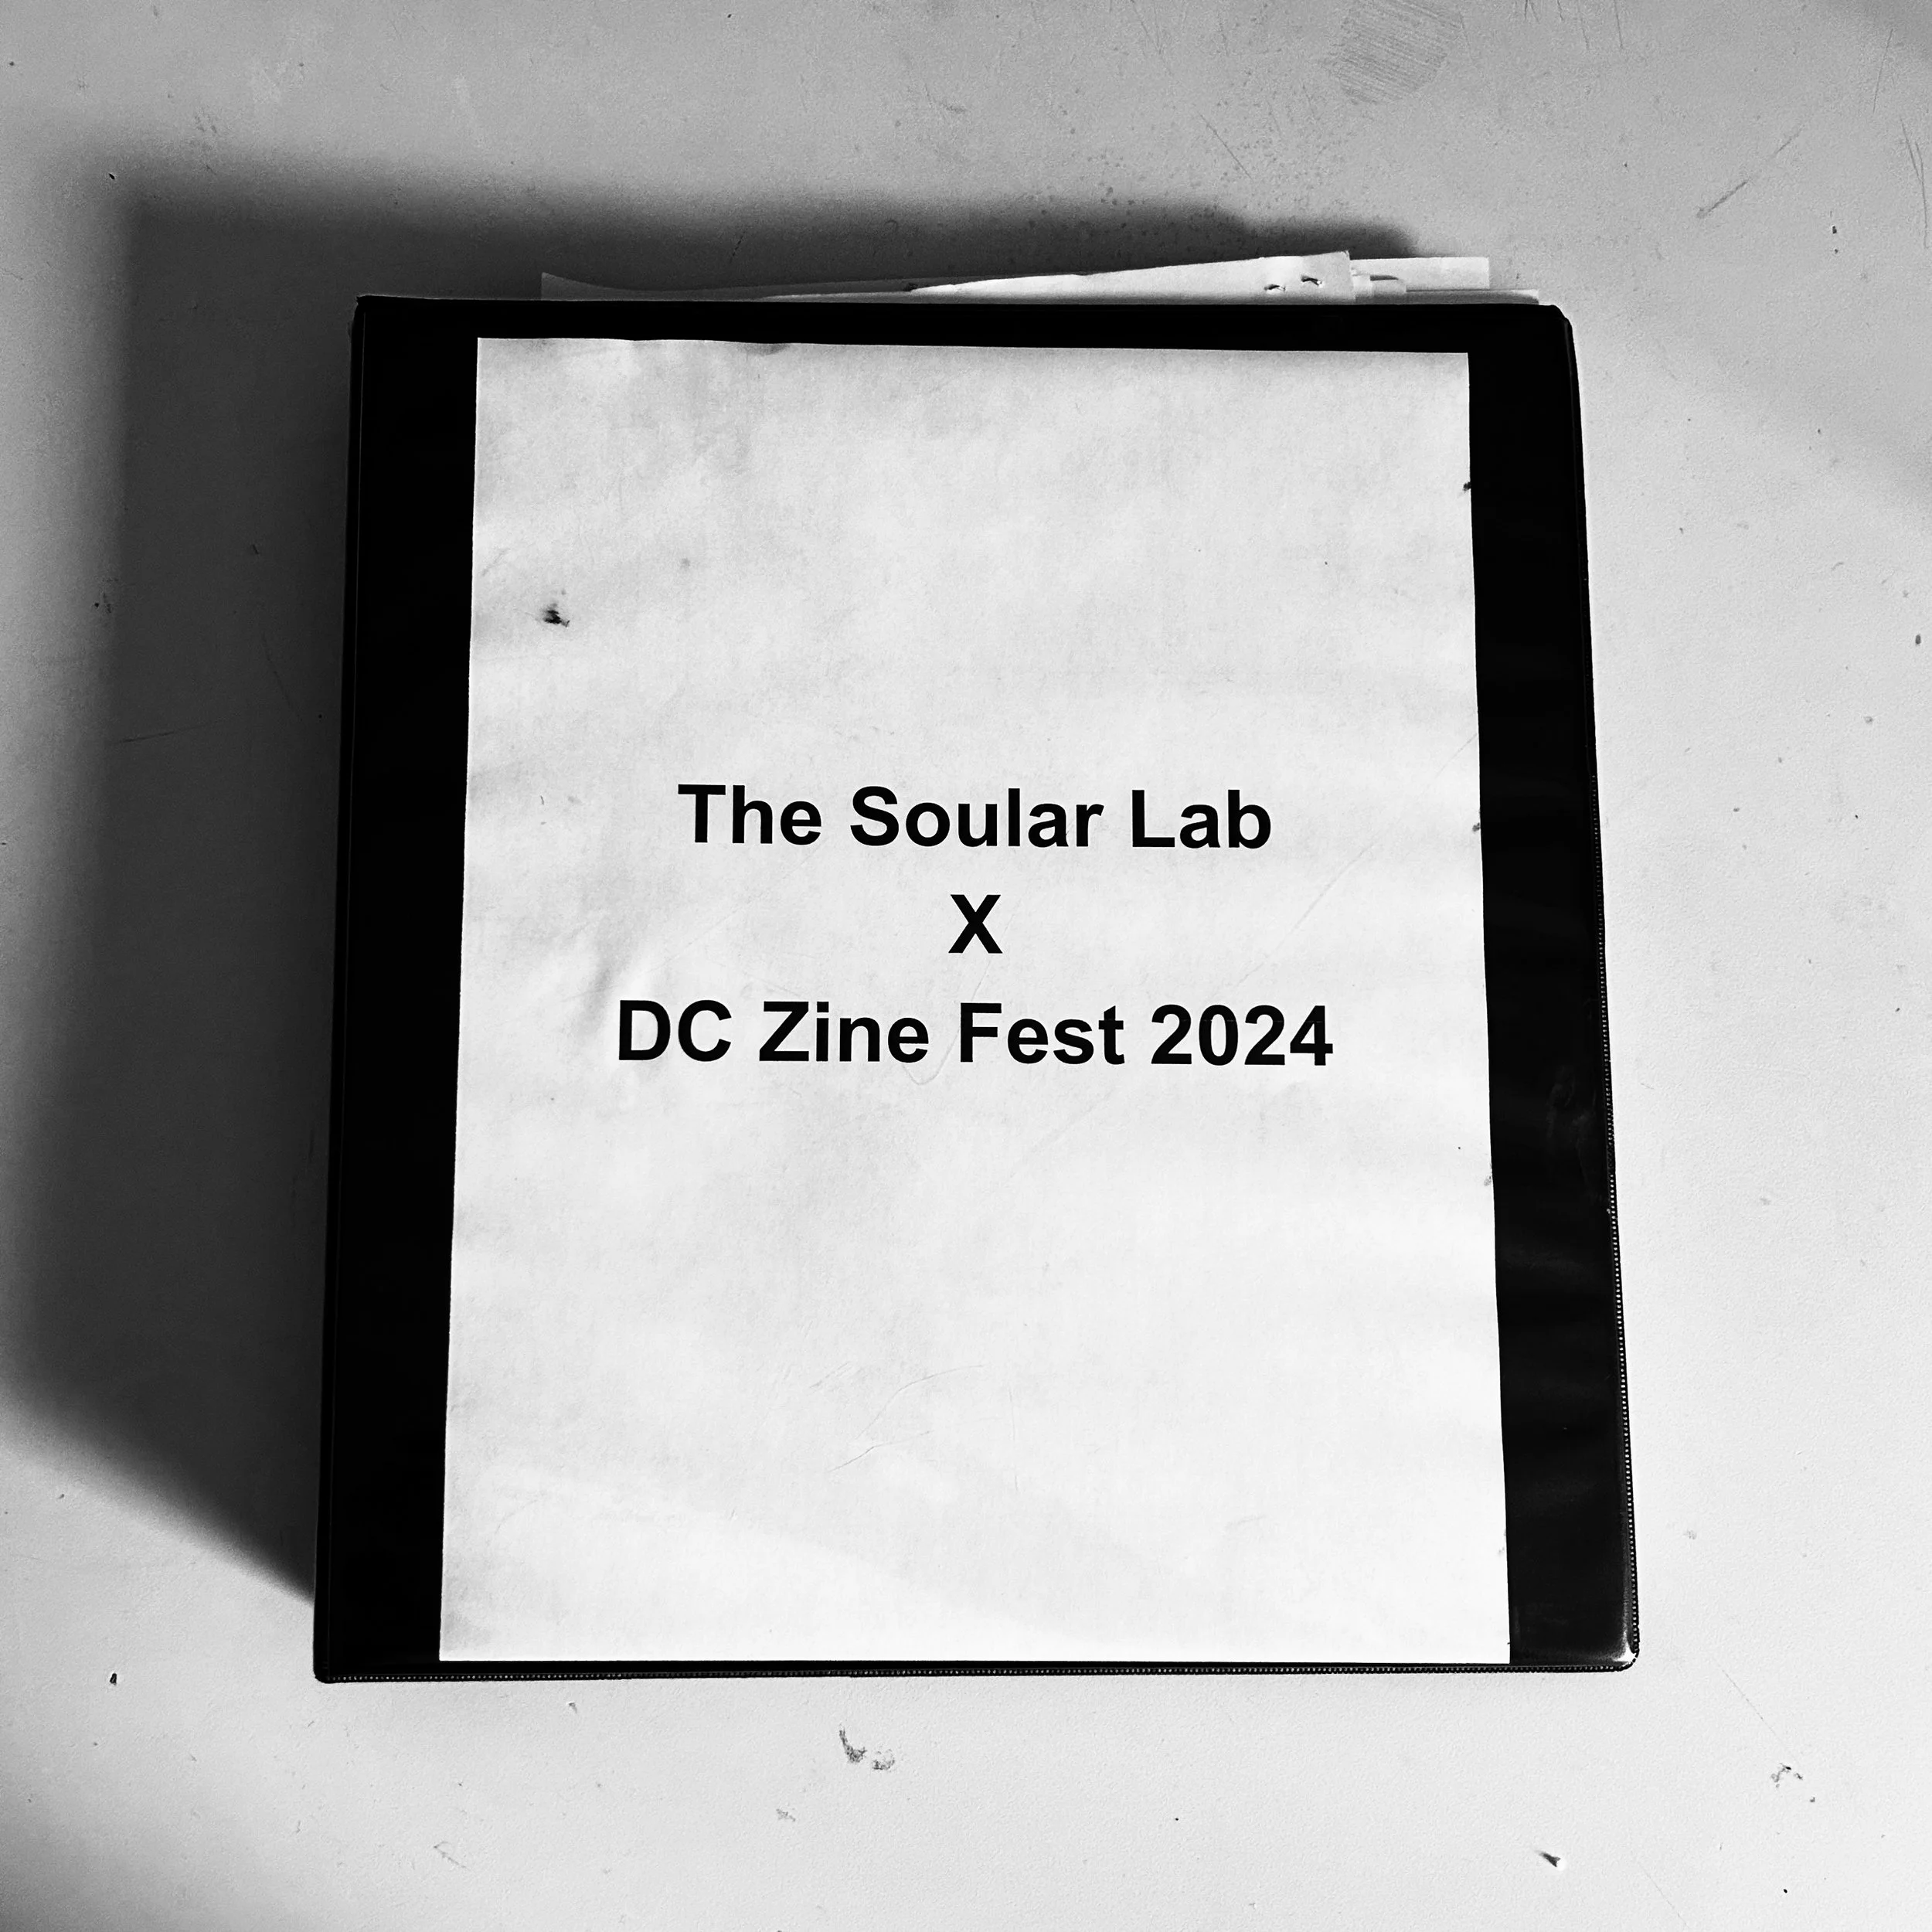 The Soular Lab
X
DC Zine Fest 2024